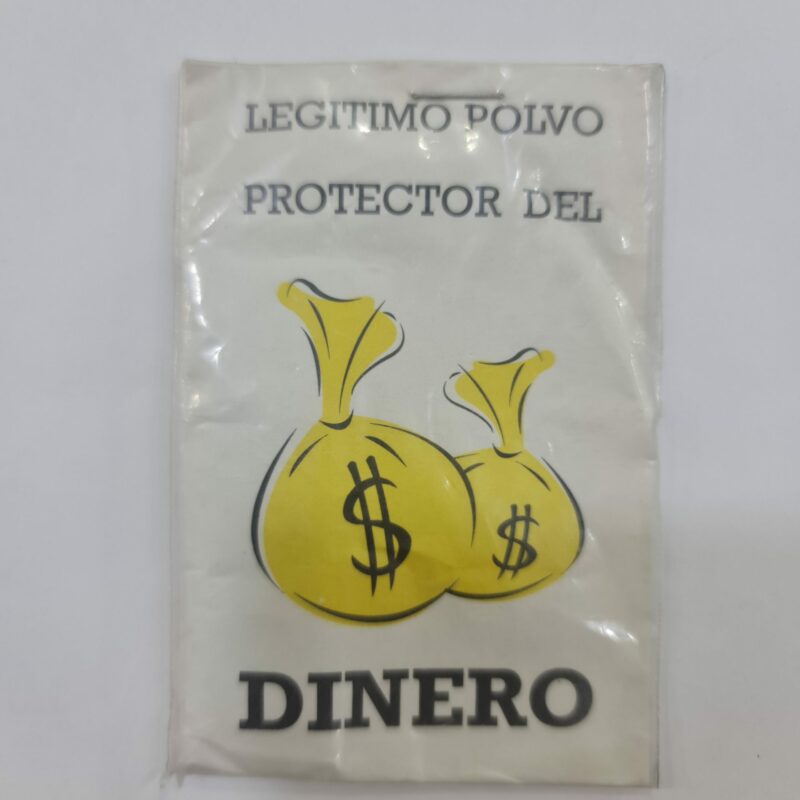 LEGITIMO POLVO
PROTECTOR DEL
$ $
DINERO